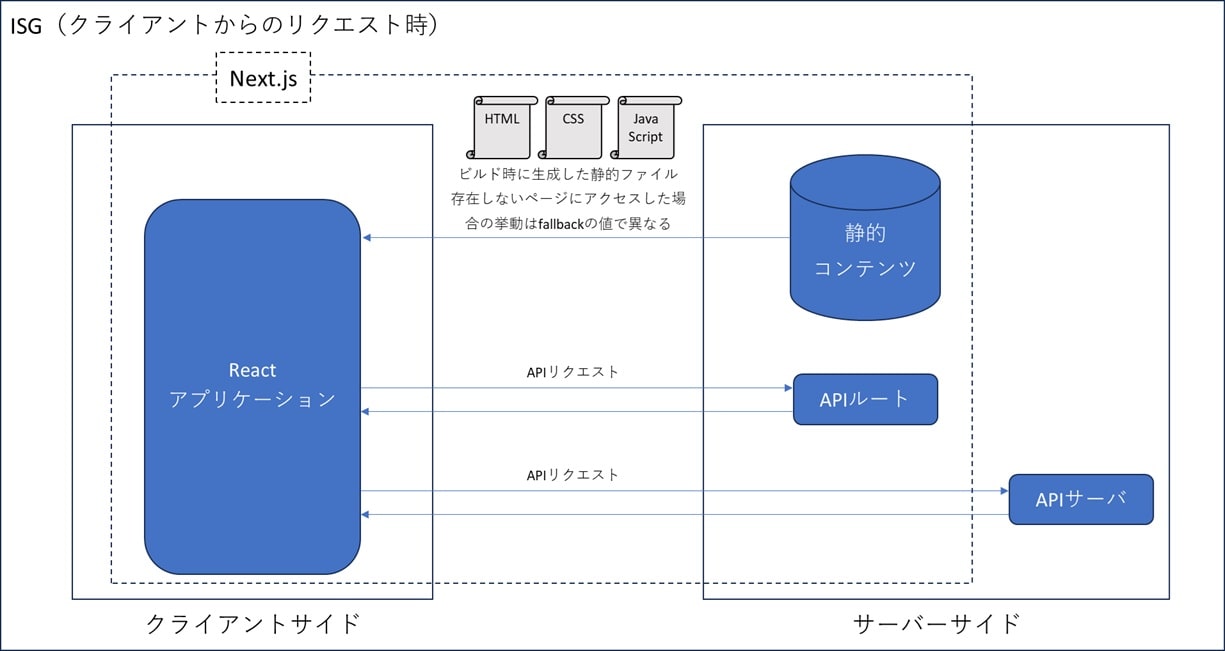 ISG（クライアントからのリクエスト時）
Next.js
HTML
CSS
Java
Script
ビルド時に生成した静的ファイル
存在しないページにアクセスした場
合の挙動はfallbackの値で異なる
静的
コンテンツ
React
アプリケーション
APIリクエスト
APIルート
APIリクエスト
APIサーバ
クライアントサイド
サーバーサイド